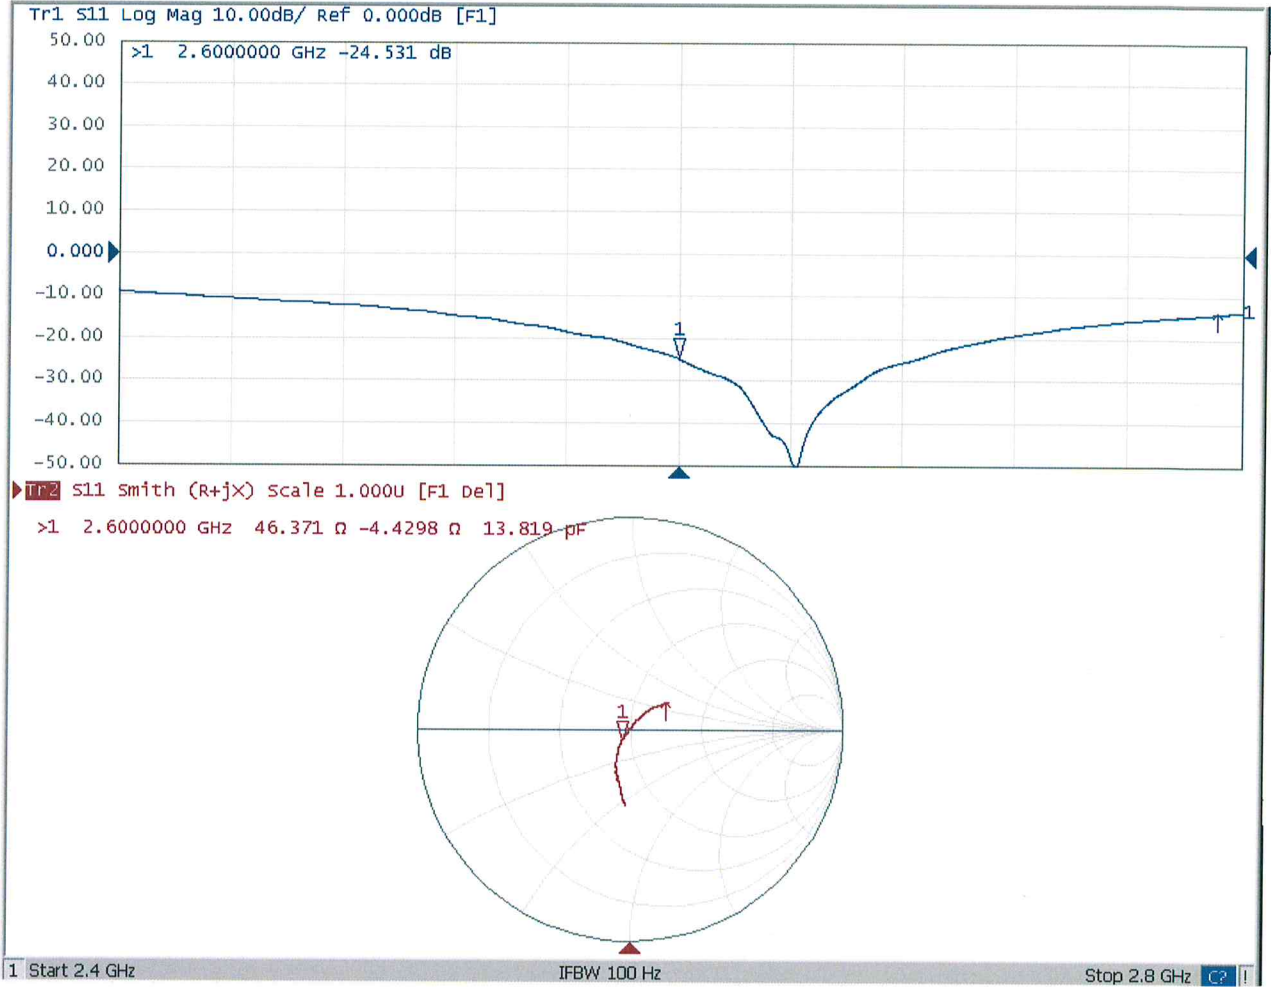 Tr1 S11 Log Mag 10.00dB/ Ref 0.000dB [F1]
50.00
>1 2.6000000 GHz -24.531 dB
40.00
30.00
20.00
10.00
0.000
-10.00
-20.00
-30.00
-40.00
-50.00
1
1
Tr2 S11 Smith (R+jX) Scale 1.000U [F1 Del]
>1 2.6000000 GHz 46.371 Ω -4.4298 Ω 13.819 pF
1
1 Start 2.4 GHz IFBW 100 Hz Stop 2.8 GHz C? !